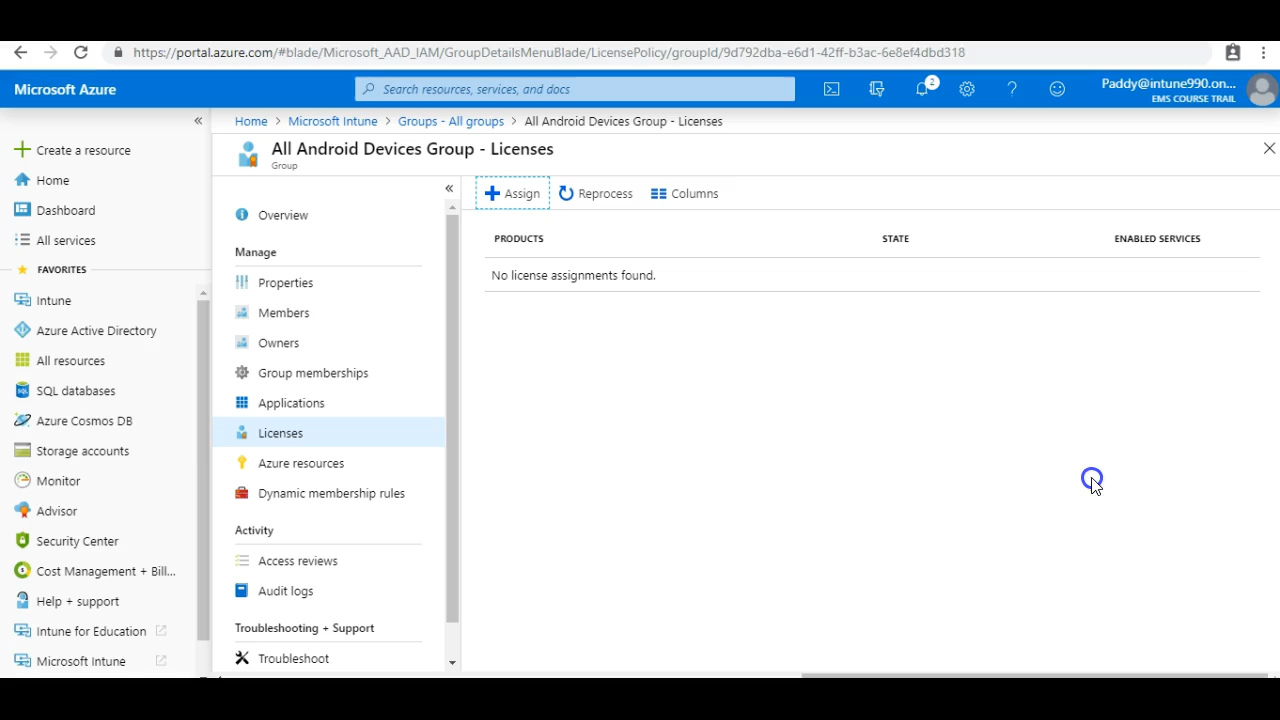 https://portal.azure.com/#blade/Microsoft_AAD_IAM/GroupDetailsMenuBlade/LicensePolicy/groupId/9d792dba-e6d1-42ff-b3ac-6e8ef4dbd318
Microsoft Azure
Search resources, services, and docs
2
Paddy@intune990.on...
EMS COURSE TRAIL
«
Create a resource
Home
Dashboard
All services
FAVORITES
Intune
Azure Active Directory
All resources
SQL databases
Azure Cosmos DB
Storage accounts
Monitor
Advisor
Security Center
Cost Management + Bill...
Help + support
Intune for Education
Microsoft Intune
Home > Microsoft Intune > Groups - All groups > All Android Devices Group - Licenses
All Android Devices Group - Licenses
Group
«
Overview
Manage
Properties
Members
Owners
Group memberships
Applications
Licenses
Azure resources
Dynamic membership rules
Activity
Access reviews
Audit logs
Troubleshooting + Support
Troubleshoot
Assign Reprocess Columns
PRODUCTS STATE ENABLED SERVICES
No license assignments found.